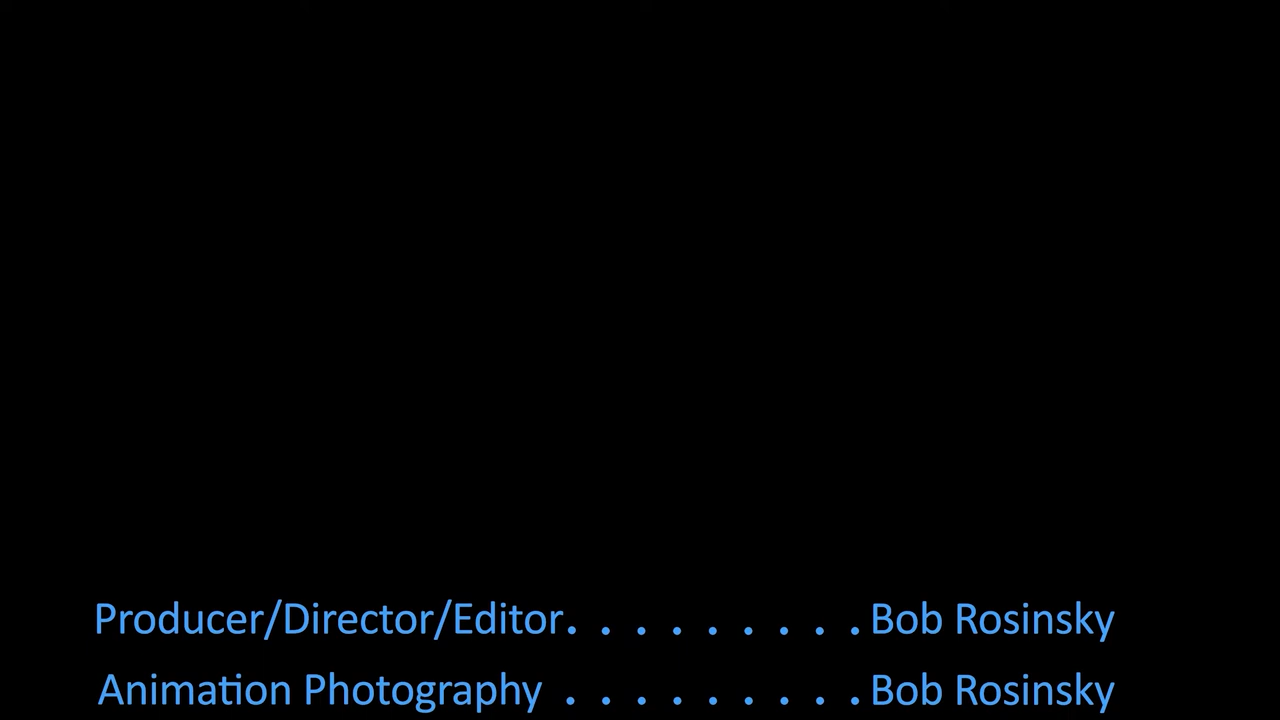 Producer/Director/Editor. . . . . . . . . Bob Rosinsky
Animation Photography . . . . . . . . . Bob Rosinsky